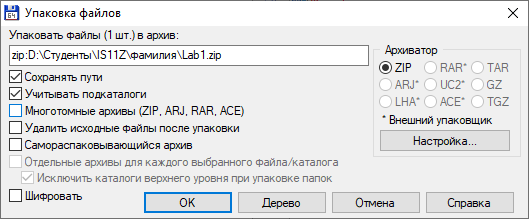 Упаковка файлов
Упаковать файлы (1 шт.) в архив:
zip:D:\Студенты\IS11Z\Фамилия\Lab1.zip
Сохранять пути
Учитывать подкаталоги
Многотомные архивы (ZIP, ARJ, RAR, ACE)
Удалить исходные файлы после упаковки
Самораспаковывающийся архив
Отдельные архивы для каждого выбранного файла/каталога
Исключить каталоги верхнего уровня при упаковке папок
Шифровать
Архиватор
ZIP RAR* TAR
ARJ* UC2* GZ
LHA* ACE* TGZ
* Внешний упаковщик
Настройка...
OK Дерево Отмена Справка